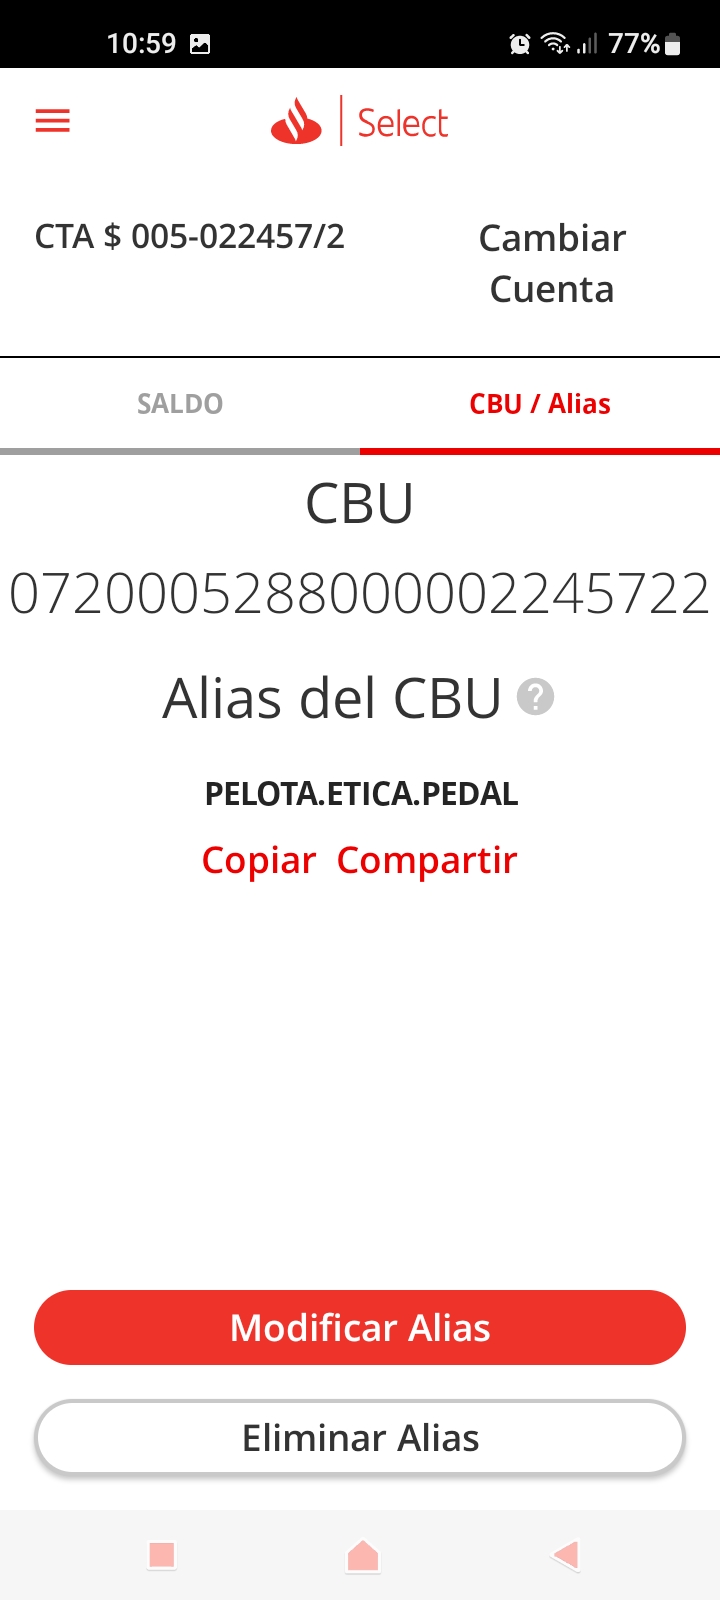 10:59 77%
Select
CTA $ 005-022457/2
Cambiar
Cuenta
SALDO
CBU / Alias
CBU
0720005288000002245722
Alias del CBU ?
PELOTA.ETICA.PEDAL
Copiar Compartir
Modificar Alias
Eliminar Alias